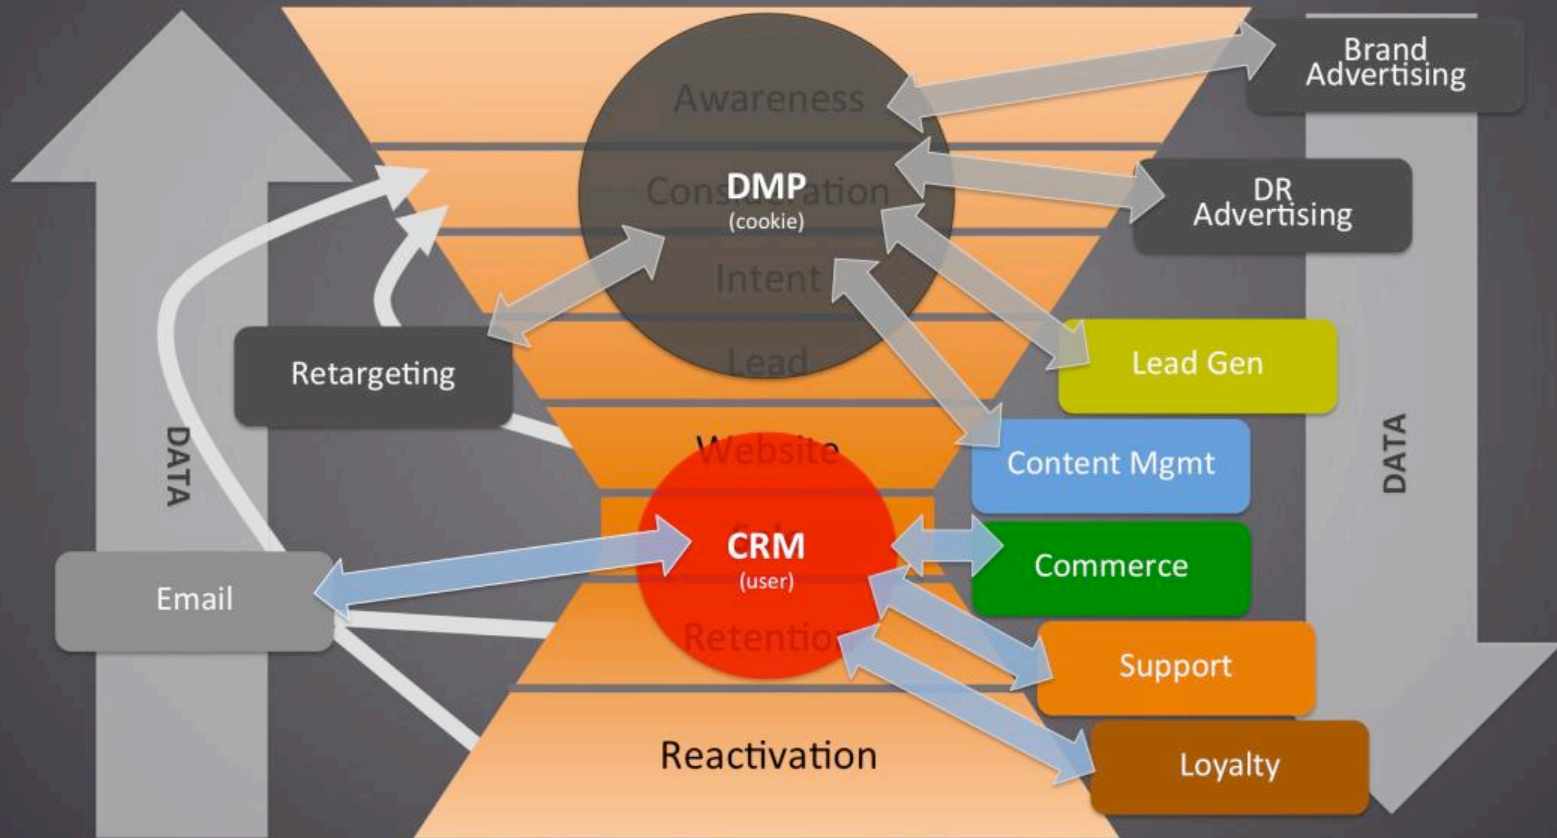 Awareness
Brand
Advertising
Consideration
DMP
(cookie)
DR
Advertising
Intent
Retargeting
Lead
Lead Gen
DATA
DATA
Website
Content Mgmt
CRM
(user)
Commerce
Email
Retention
Support
Reactivation
Loyalty